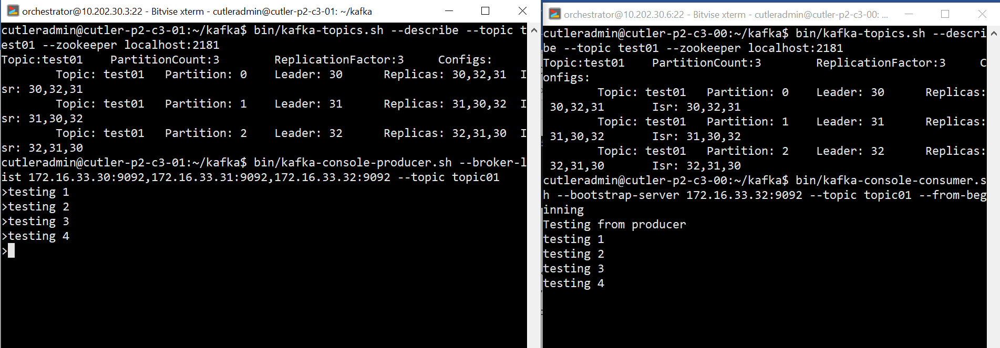 orchestrator@10.202.30.3:22 - Bitvise xterm - cutleradmin@cutler-p2-c3-01: ~/kafka
cutleradmin@cutler-p2-c3-01:~/kafka$ bin/kafka-topics.sh --describe --topic t
est01 --zookeeper localhost:2181
Topic:test01    PartitionCount:3        ReplicationFactor:3     Configs:
        Topic: test01   Partition: 0    Leader: 30      Replicas: 30,32,31  I
sr: 30,32,31
        Topic: test01   Partition: 1    Leader: 31      Replicas: 31,30,32  I
sr: 31,30,32
        Topic: test01   Partition: 2    Leader: 32      Replicas: 32,31,30  I
sr: 32,31,30
cutleradmin@cutler-p2-c3-01:~/kafka$ bin/kafka-console-producer.sh --broker-l
ist 172.16.33.30:9092,172.16.33.31:9092,172.16.33.32:9092 --topic topic01
>testing 1
>testing 2
>testing 3
>testing 4
>
orchestrator@10.202.30.6:22 - Bitvise xterm - cutleradmin@cutler-p2-c3-00: ...
cutleradmin@cutler-p2-c3-00:~/kafka$ bin/kafka-topics.sh --descri
be --topic test01 --zookeeper localhost:2181
Topic:test01    PartitionCount:3        ReplicationFactor:3     C
onfigs:
        Topic: test01   Partition: 0    Leader: 30      Replicas:
 30,32,31       Isr: 30,32,31
        Topic: test01   Partition: 1    Leader: 31      Replicas:
 31,30,32       Isr: 31,30,32
        Topic: test01   Partition: 2    Leader: 32      Replicas:
 32,31,30       Isr: 32,31,30
cutleradmin@cutler-p2-c3-00:~/kafka$ bin/kafka-console-consumer.s
h --bootstrap-server 172.16.33.32:9092 --topic topic01 --from-beg
inning
Testing from producer
testing 1
testing 2
testing 3
testing 4